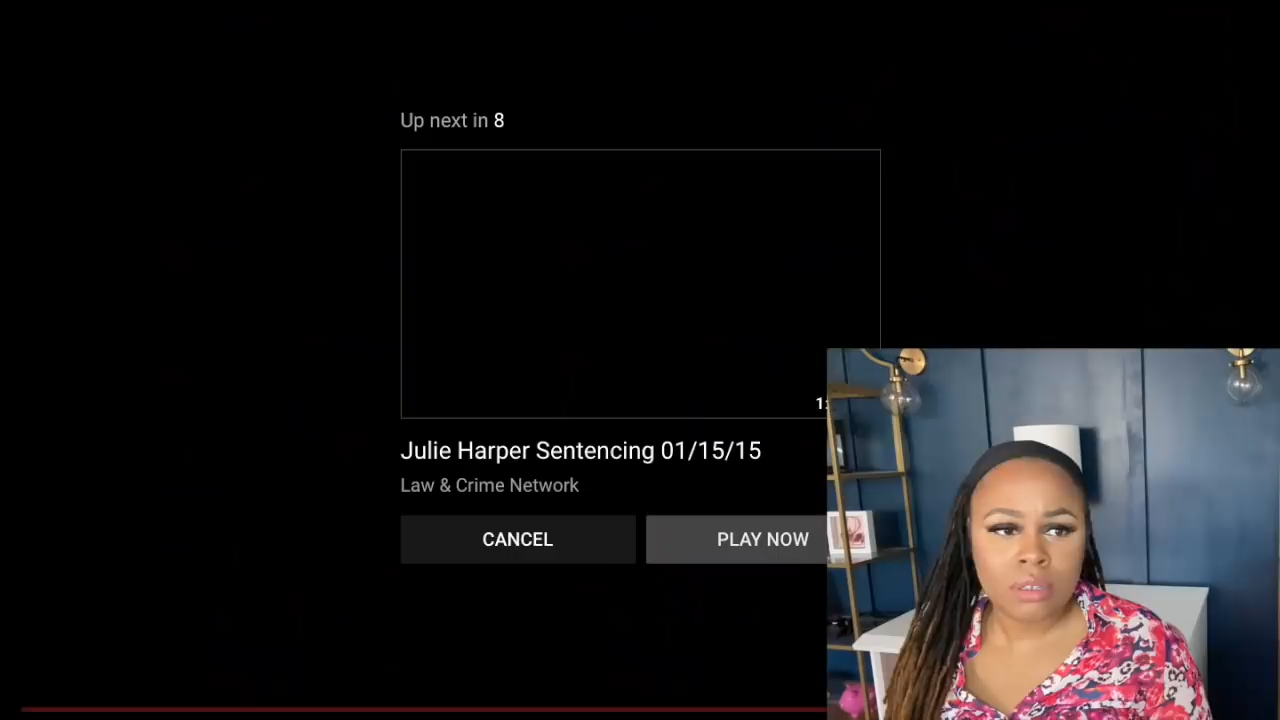 Up next in 8
Julie Harper Sentencing 01/15/15
Law & Crime Network
CANCEL
PLAY NOW